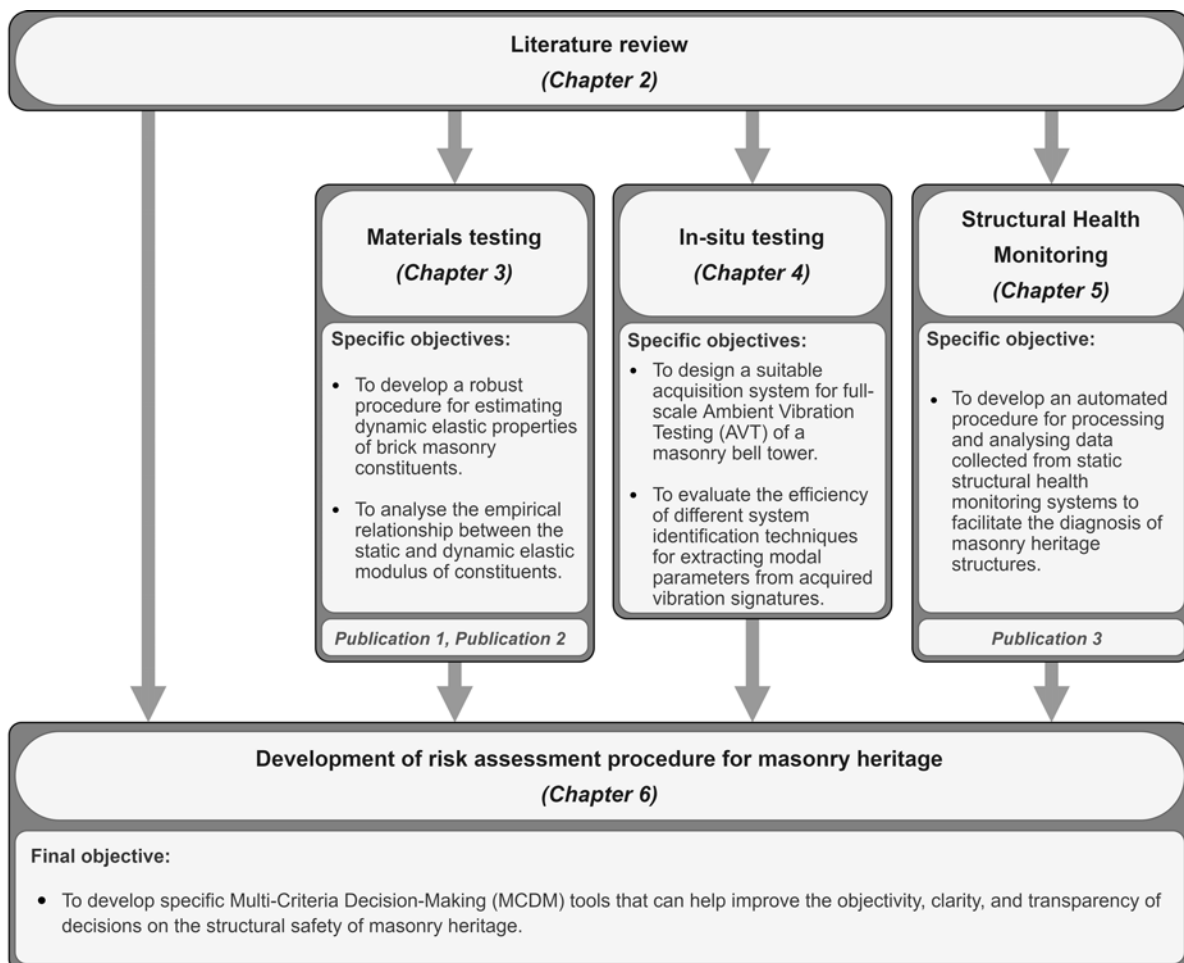 Literature review
(Chapter 2)
Materials testing
(Chapter 3)
Specific objectives:
• To develop a robust
procedure for estimating
dynamic elastic properties
of brick masonry
constituents.
• To analyse the empirical
relationship between the
static and dynamic elastic
modulus of constituents.
Publication 1, Publication 2
In-situ testing
(Chapter 4)
Specific objectives:
• To design a suitable
acquisition system for full-
scale Ambient Vibration
Testing (AVT) of a
masonry bell tower.
• To evaluate the efficiency
of different system
identification techniques
for extracting modal
parameters from acquired
vibration signatures.
Structural Health
Monitoring
(Chapter 5)
Specific objective:
• To develop an automated
procedure for processing
and analysing data
collected from static
structural health
monitoring systems to
facilitate the diagnosis of
masonry heritage
structures.
Publication 3
Development of risk assessment procedure for masonry heritage
(Chapter 6)
Final objective:
• To develop specific Multi-Criteria Decision-Making (MCDM) tools that can help improve the objectivity, clarity, and transparency of
decisions on the structural safety of masonry heritage.